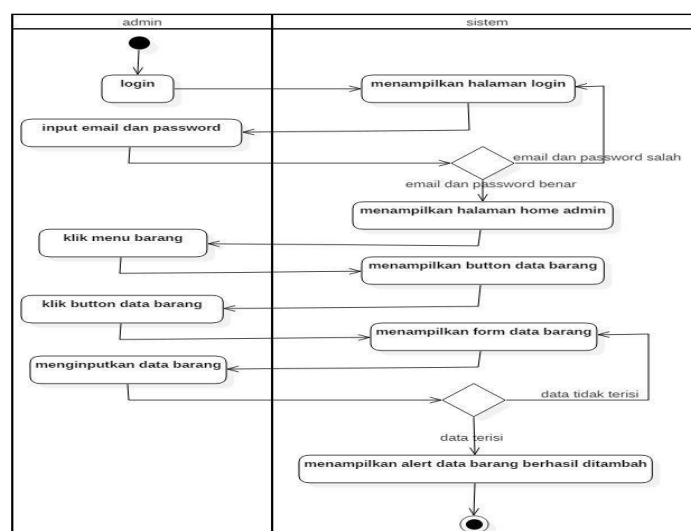 admin
sistem
login
menampilkan halaman login
input email dan password
email dan password salah
email dan password benar
menampilkan halaman home admin
klik menu barang
menampilkan button data barang
klik button data barang
menampilkan form data barang
menginputkan data barang
data tidak terisi
data terisi
menampilkan alert data barang berhasil ditambah